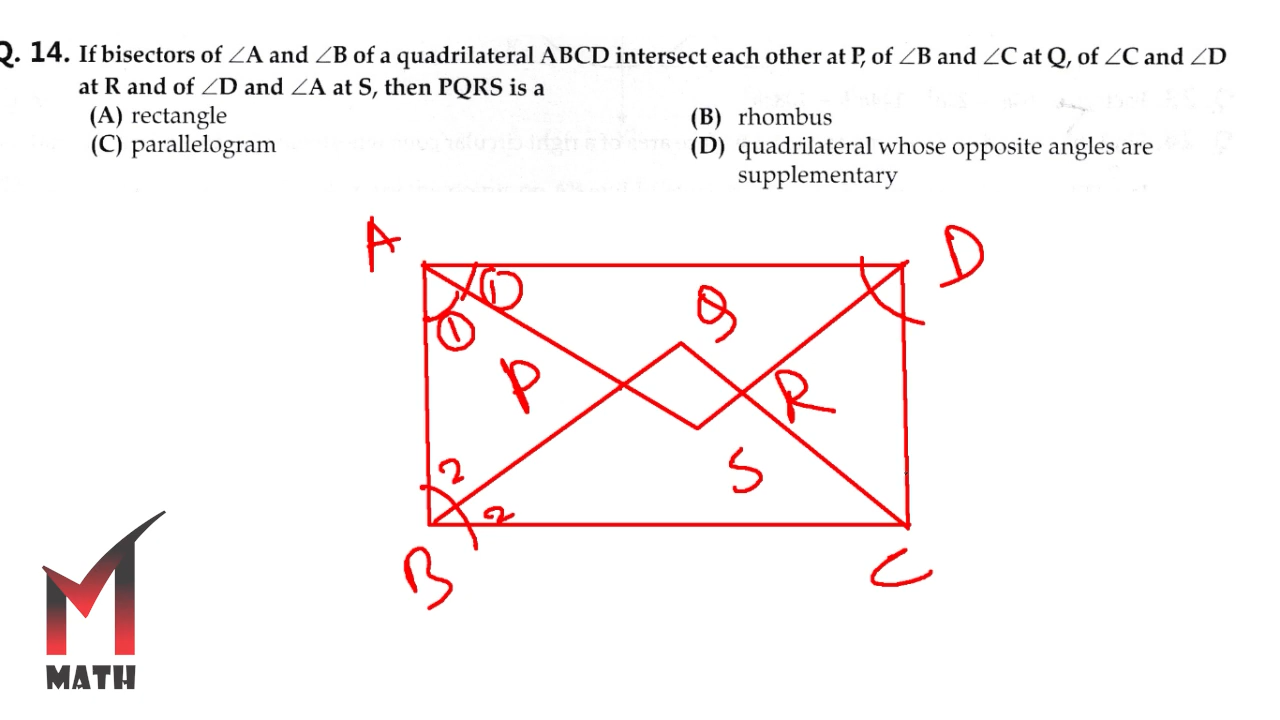 Q. 14. If bisectors of ∠A and ∠B of a quadrilateral ABCD intersect each other at P, of ∠B and ∠C at Q, of ∠C and ∠D
at R and of ∠D and ∠A at S, then PQRS is a
(A) rectangle (B) rhombus
(C) parallelogram (D) quadrilateral whose opposite angles are
supplementary
A D
① Q
①
P R
2 S
2
B C
MATH